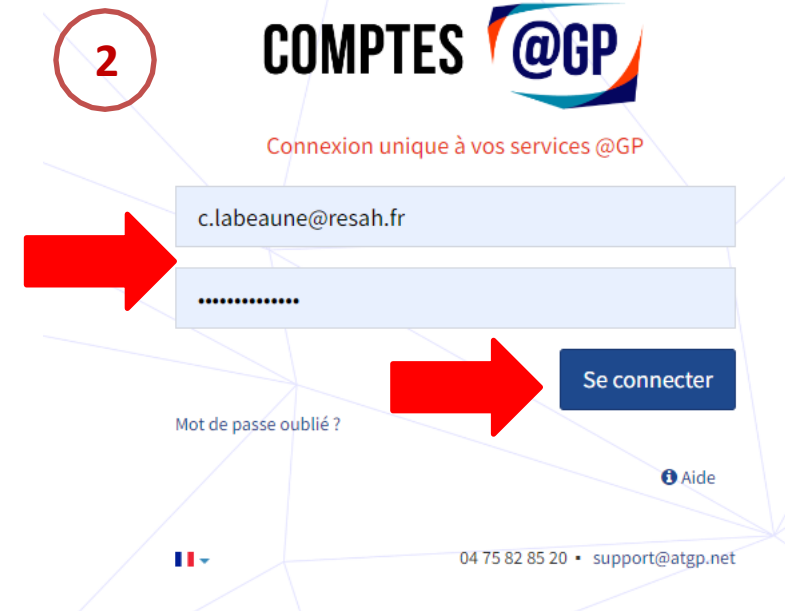 2
COMPTES @GP
Connexion unique à vos services @GP
c.labeaune@resah.fr
••••••••••••••
Se connecter
Mot de passe oublié ?
Aide
04 75 82 85 20 • support@atgp.net